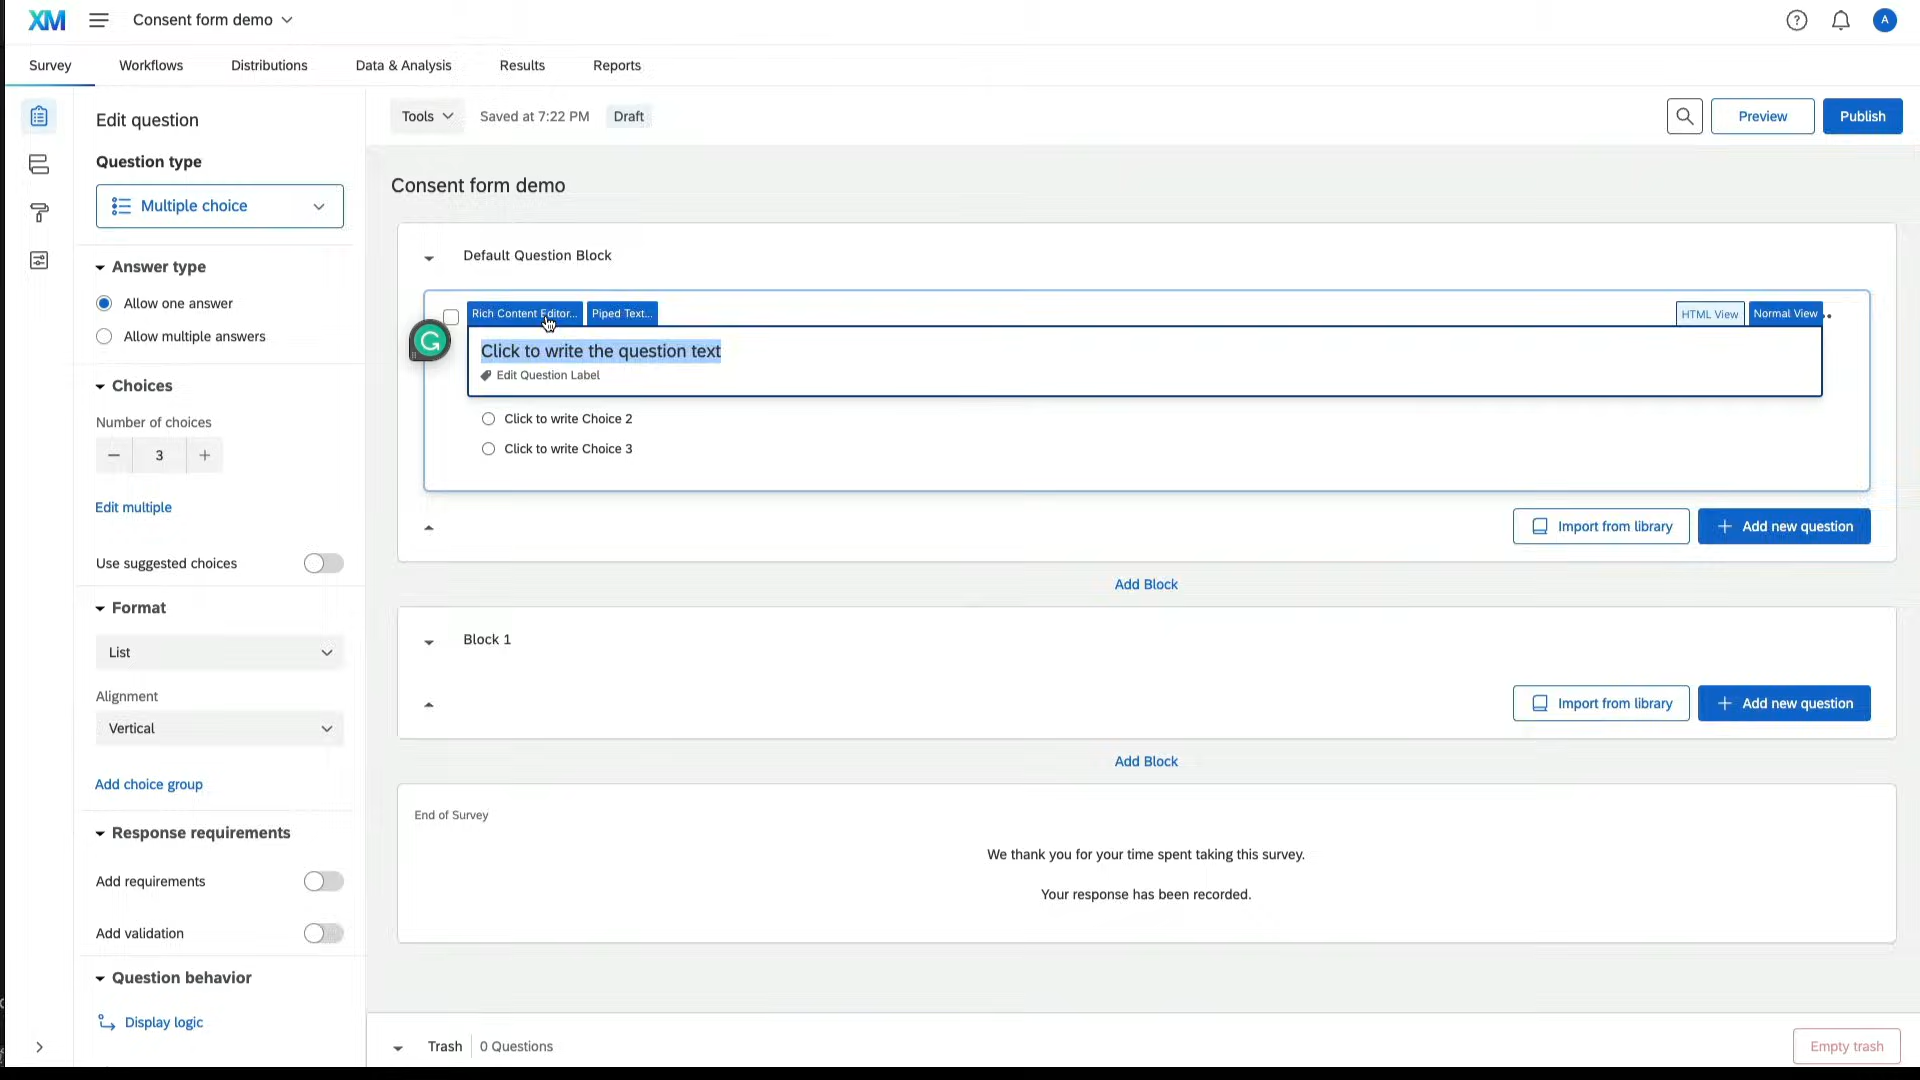 XM
Consent form demo
A
Survey
Workflows
Distributions
Data & Analysis
Results
Reports
Edit question
Tools
Saved at 7:22 PM
Draft
Preview
Publish
Question type
Multiple choice
Consent form demo
Answer type
Allow one answer
Allow multiple answers
Default Question Block
Rich Content Editor...
Piped Text...
HTML View
Normal View
Click to write the question text
Edit Question Label
Click to write Choice 2
Click to write Choice 3
Choices
Number of choices
3
Edit multiple
Use suggested choices
Import from library
Add new question
Add Block
Format
List
Alignment
Vertical
Add choice group
Block 1
Import from library
Add new question
Add Block
Response requirements
Add requirements
Add validation
End of Survey
We thank you for your time spent taking this survey.
Your response has been recorded.
Question behavior
Display logic
Trash
0 Questions
Empty trash